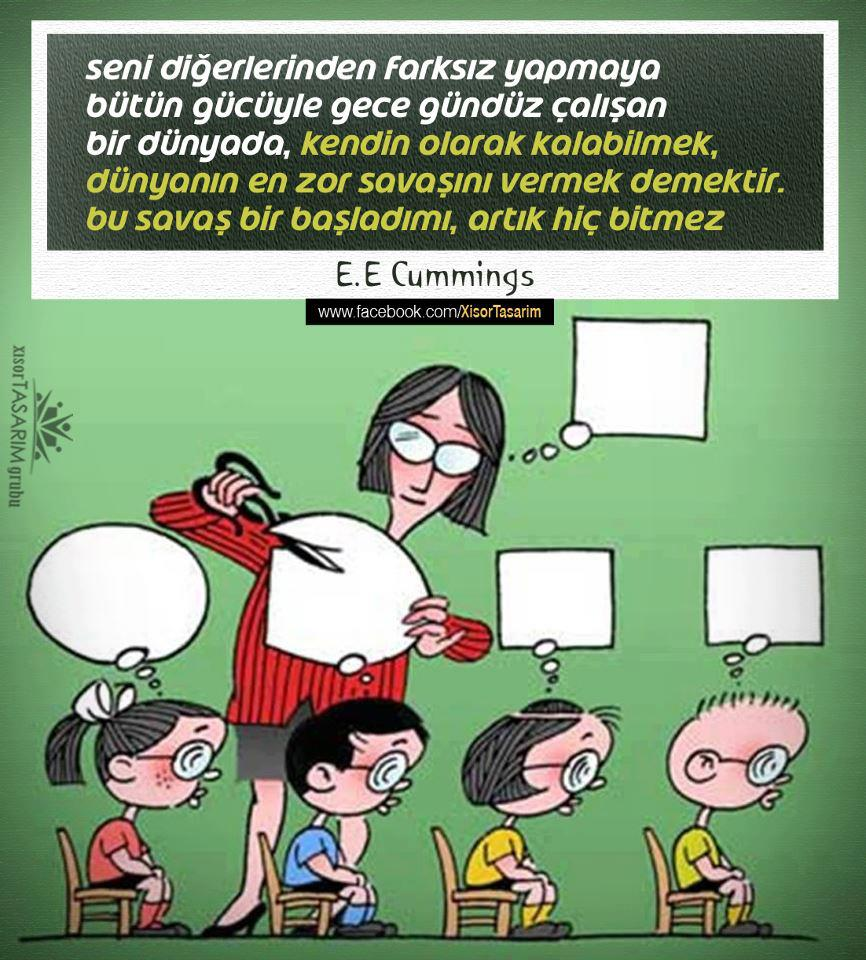 seni diğerlerinden farksız yapmaya
bütün gücüyle gece gündüz çalışan
bir dünyada, kendin olarak kalabilmek,
dünyanın en zor savaşını vermek demektir.
bu savaş bir başladımı, artık hiç bitmez
E.E Cummings
www.facebook.com/XisorTasarim
xısorTASARIM grubu